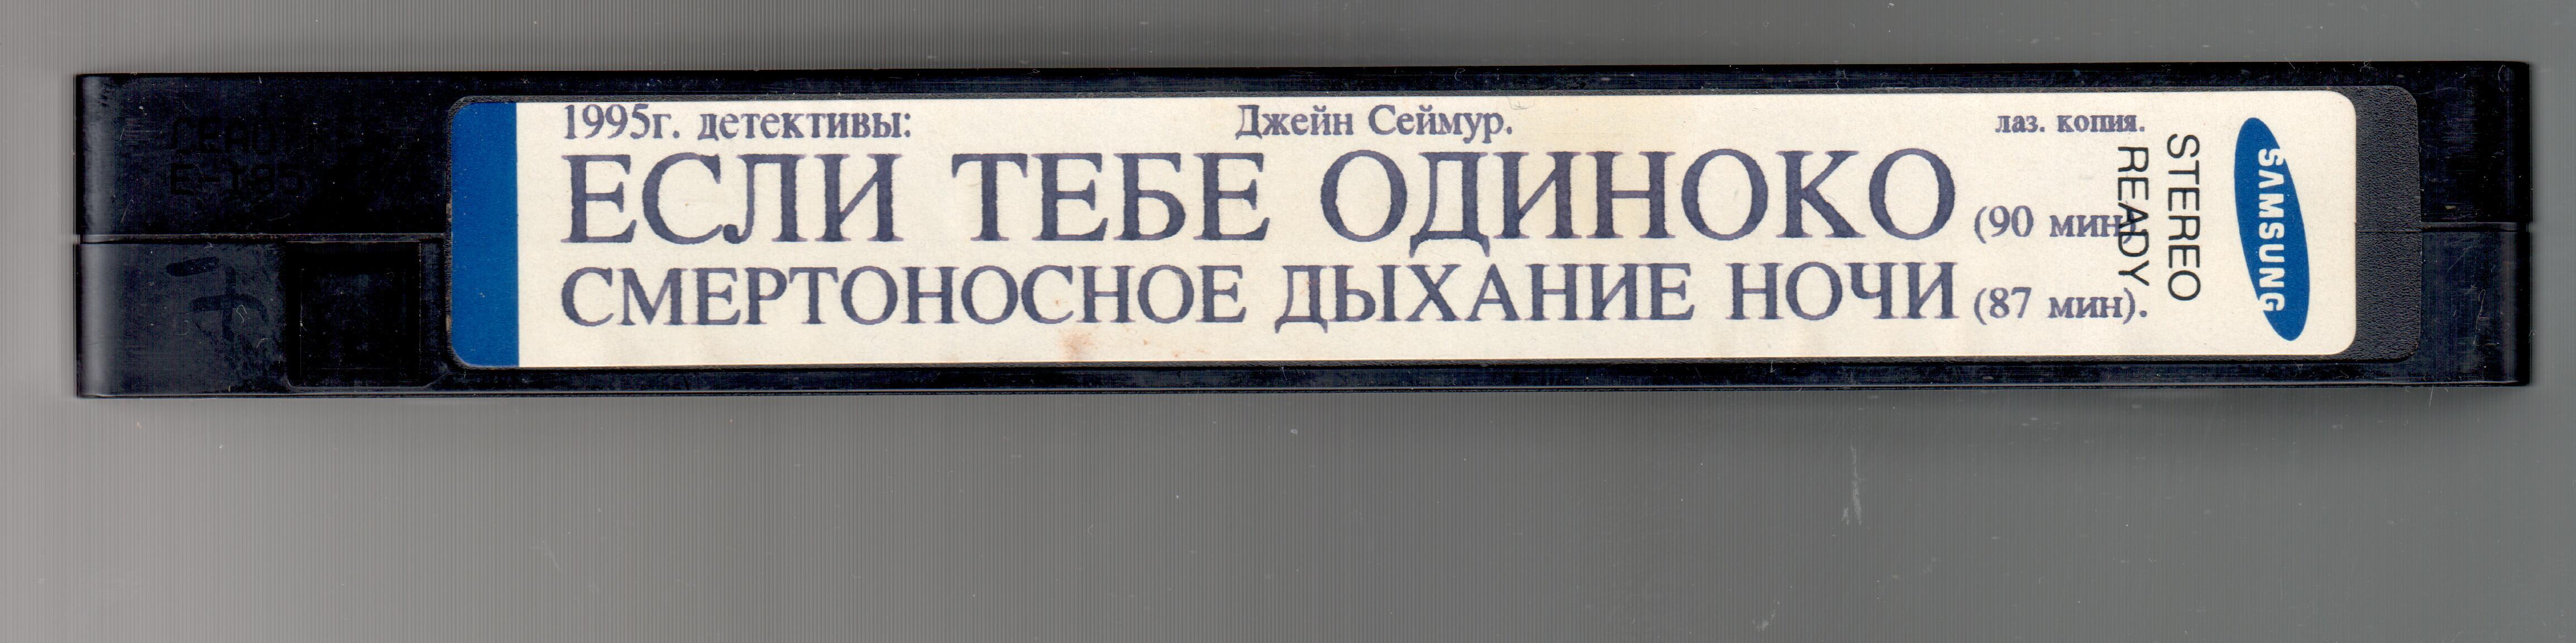 1995г. детективы: Джейн Сеймур. лаз. копия.
ЕСЛИ ТЕБЕ ОДИНОКО (90 мин
СМЕРТОНОСНОЕ ДЫХАНИЕ НОЧИ (87 мин).
STEREO
READY
SAMSUNG